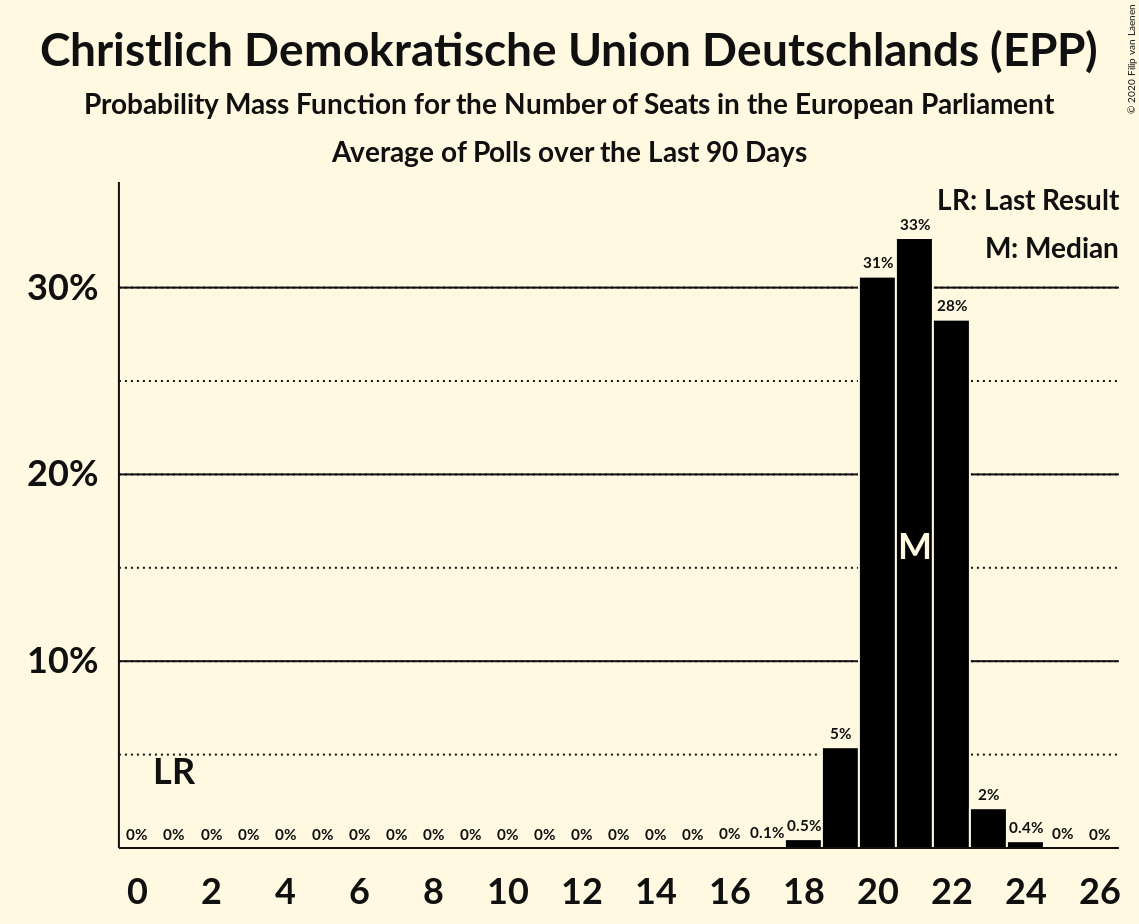 Christlich Demokratische Union Deutschlands (EPP)
Probability Mass Function for the Number of Seats in the European Parliament
Average of Polls over the Last 90 Days
© 2020 Filip van Laenen
LR: Last Result
M: Median
30%
20%
10%
0% 0% 0% 0% 0% 0% 0% 0% 0% 0% 0% 0% 0% 0% 0% 0% 0% 0.1% 0.5% 5% 31% 33% 28% 2% 0.4% 0% 0%
LR
M
0 2 4 6 8 10 12 14 16 18 20 22 24 26